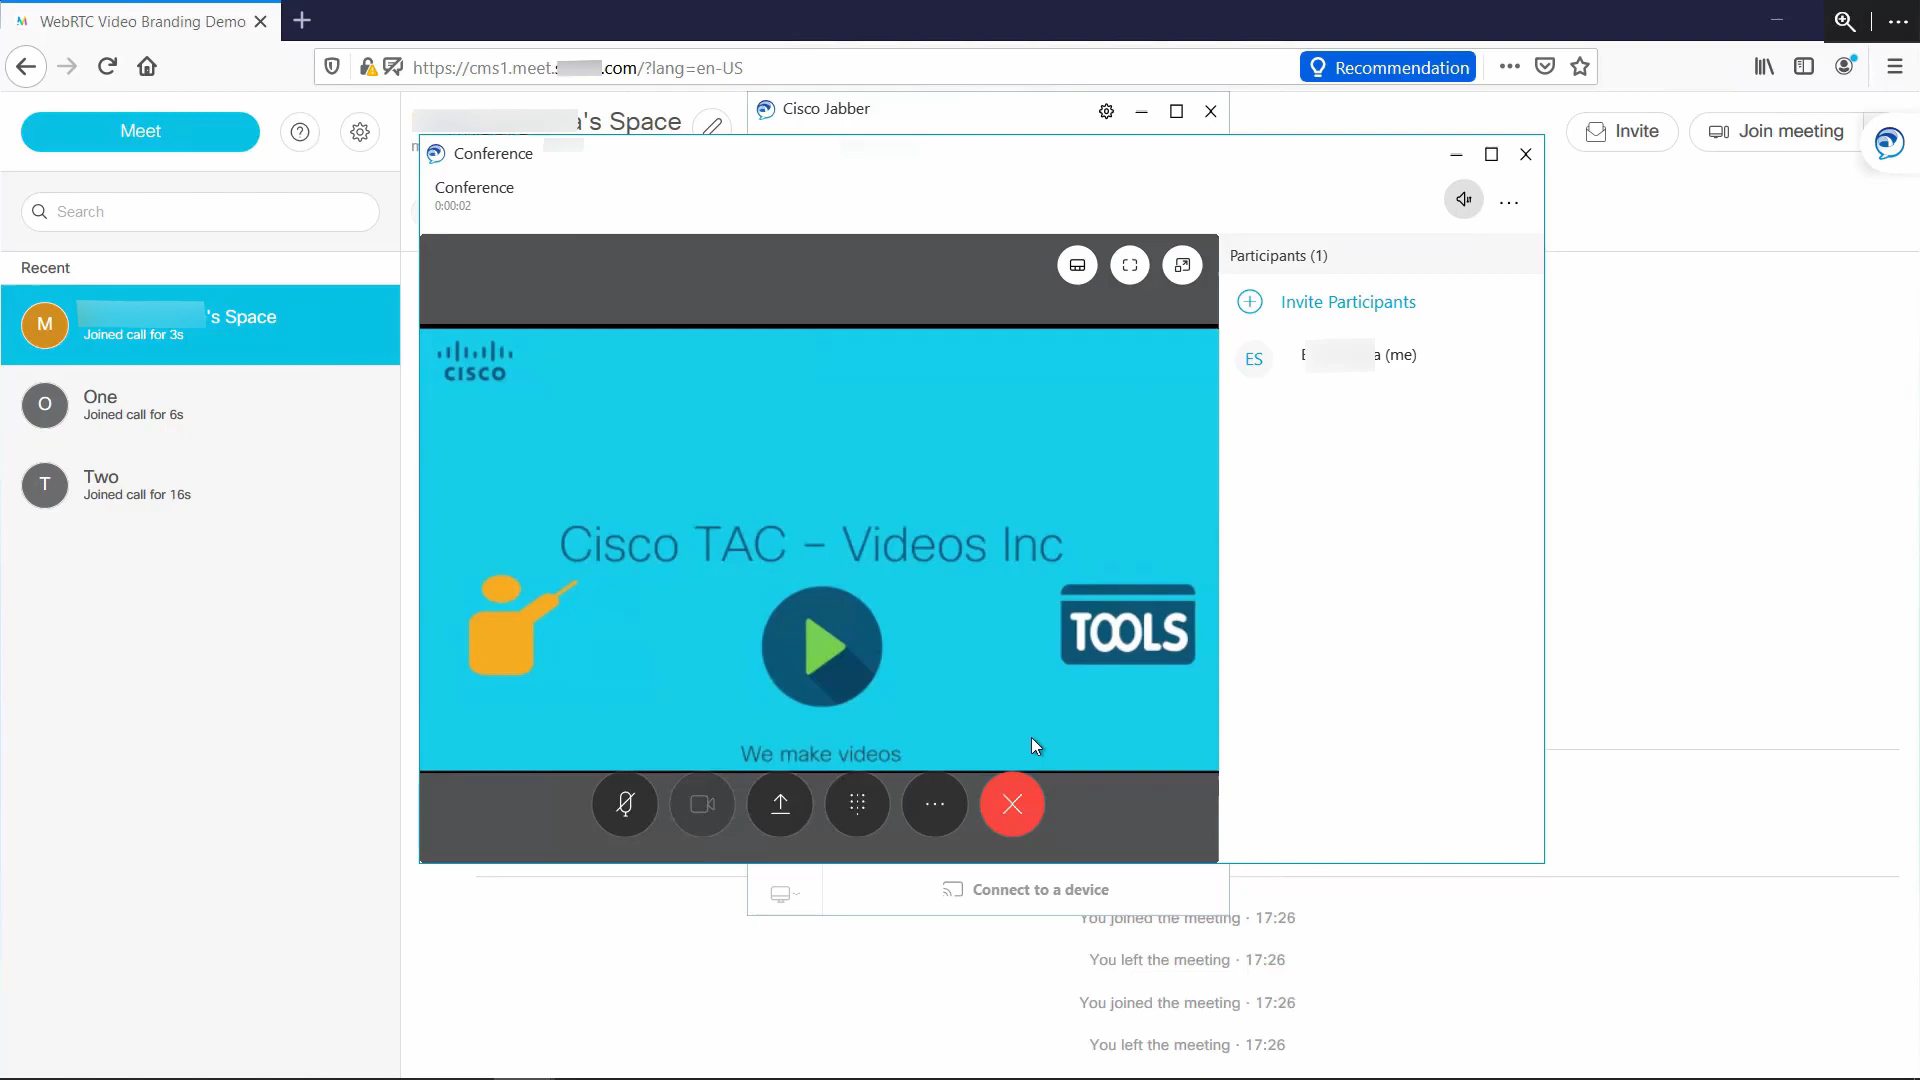 WebRTC Video Branding Demo
https://cms1.meet.s .com/?lang=en-US
Recommendation
Meet
Search
Recent
M
's Space
Joined call for 3s
O
One
Joined call for 6s
T
Two
Joined call for 16s
a's Space
Cisco Jabber
Invite
Join meeting
Conference
Conference
0:00:02
CISCO
Cisco TAC – Videos Inc
TOOLS
We make videos
Participants (1)
Invite Participants
ES
a (me)
Connect to a device
You joined the meeting · 17:26
You left the meeting · 17:26
You joined the meeting · 17:26
You left the meeting · 17:26